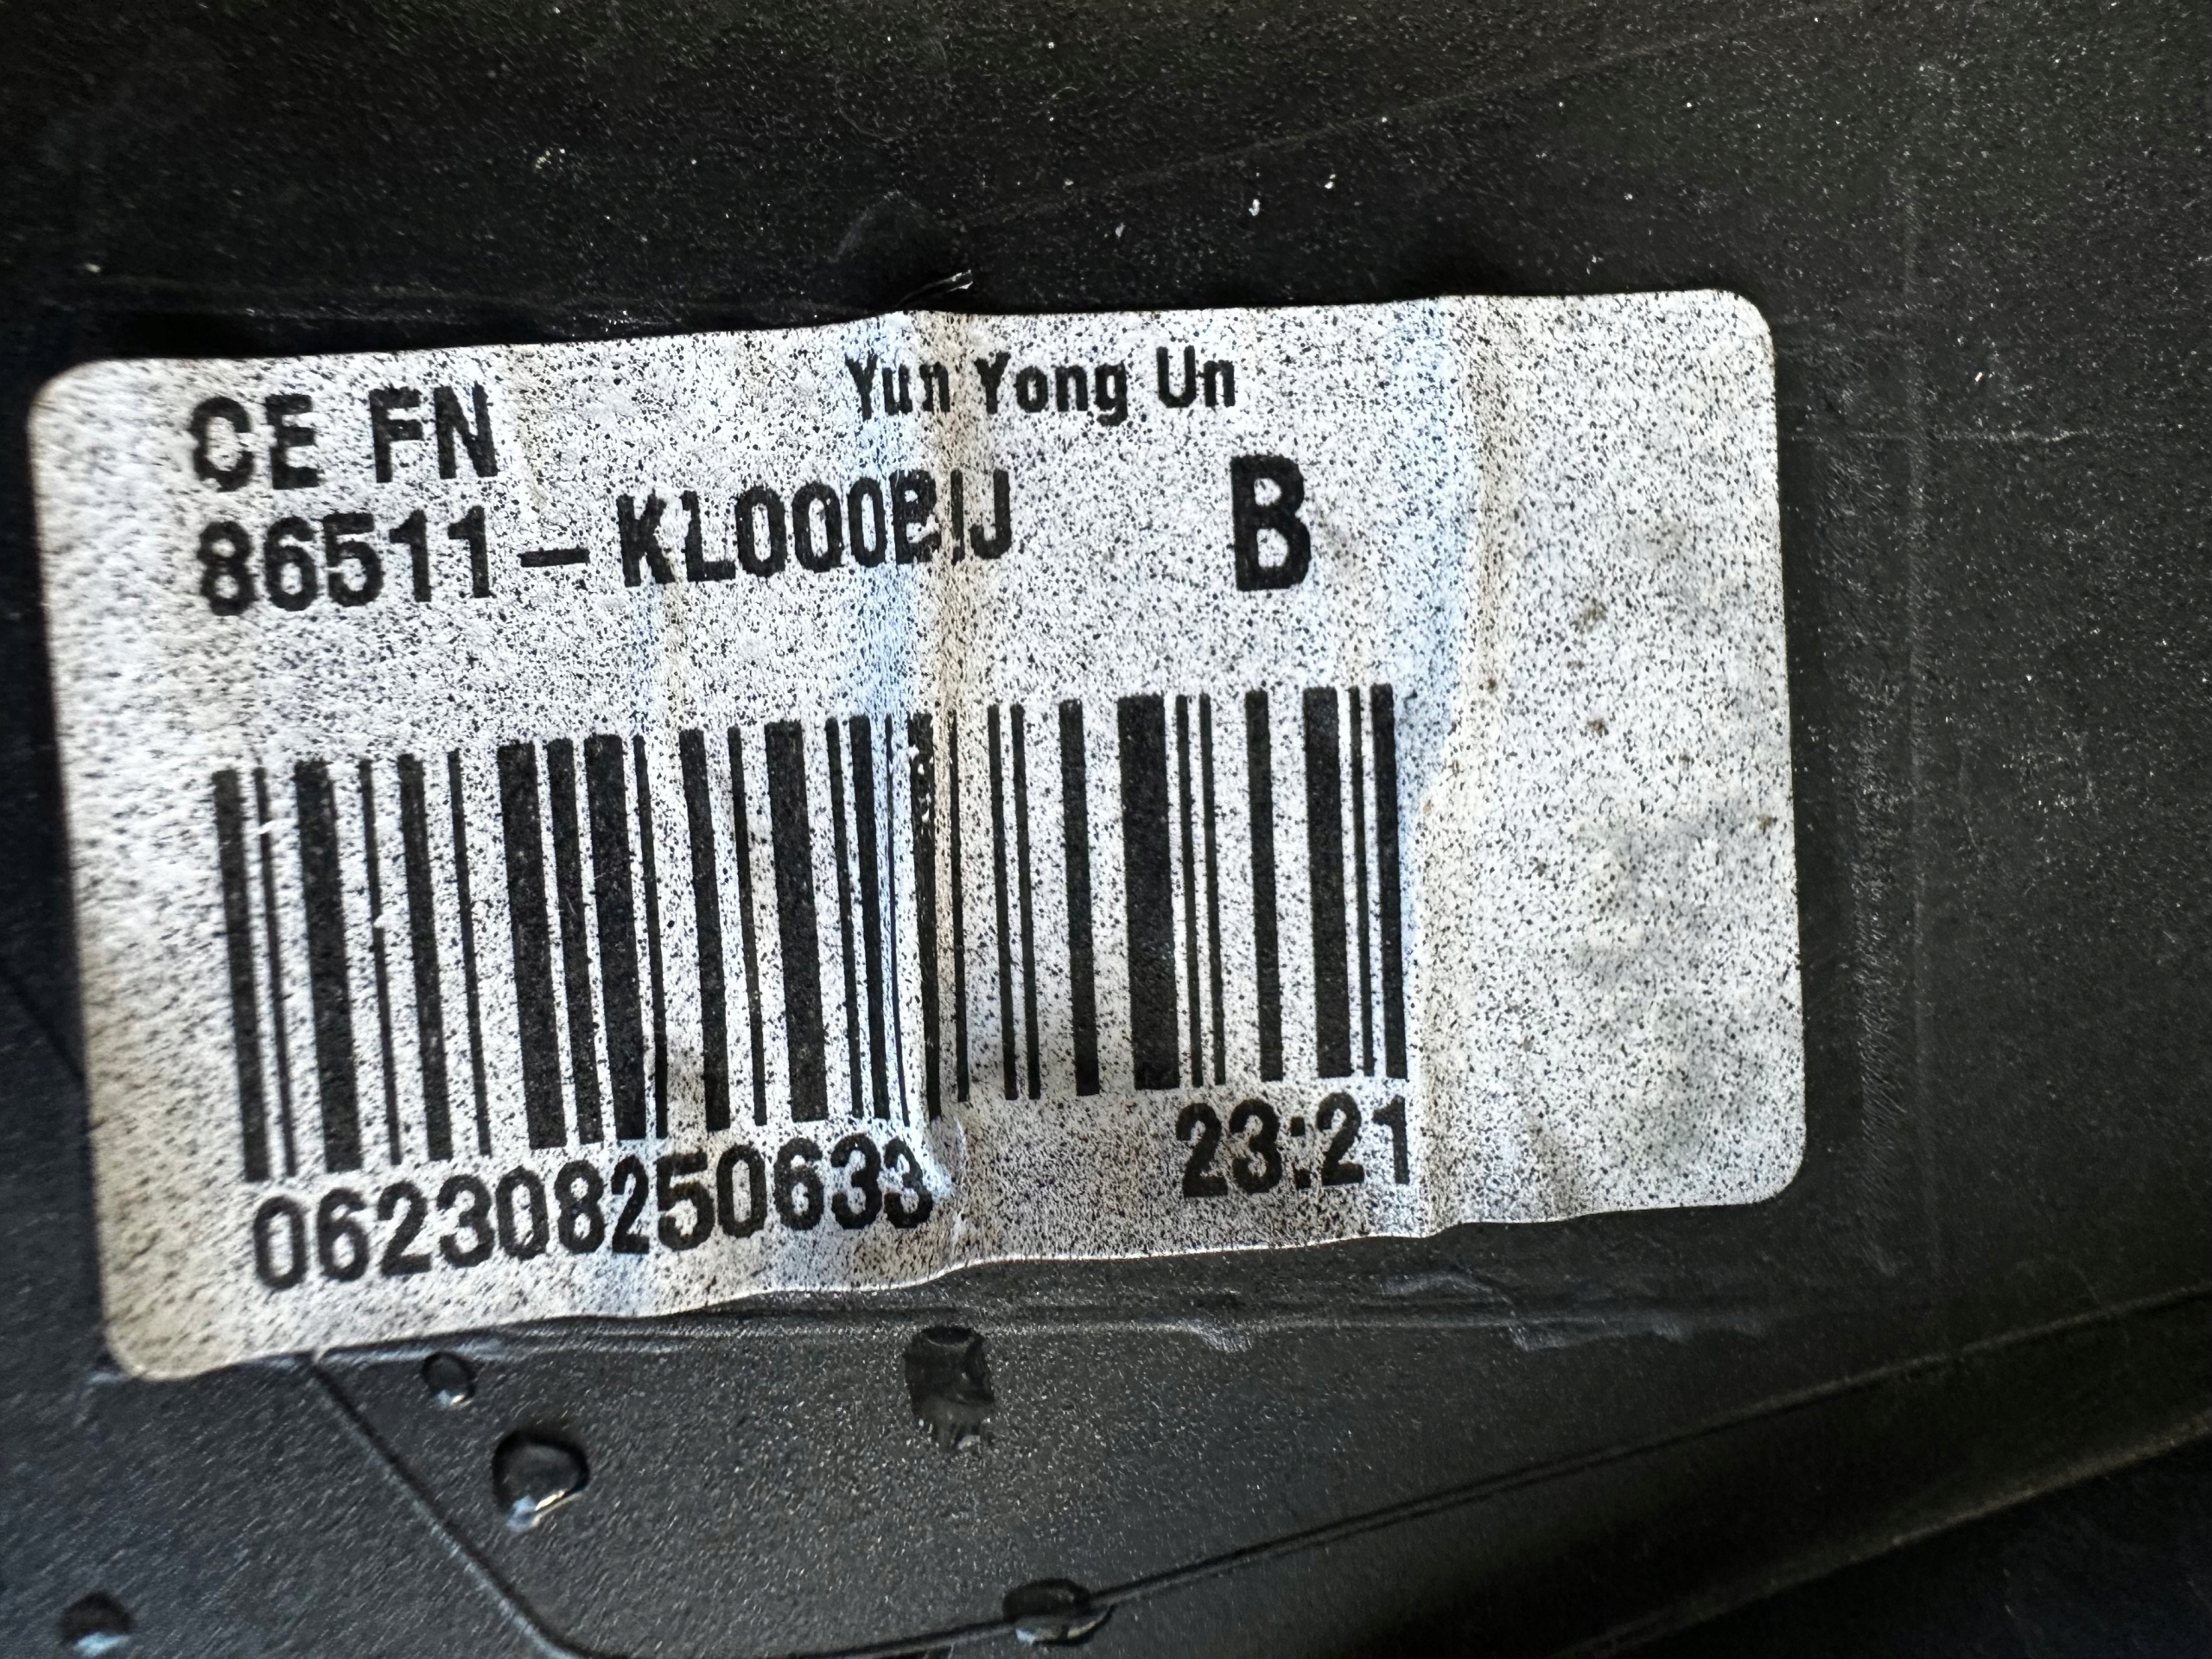 CE FN
Yun Yong Un
86511-KL000BIJ
B
062308250633
23:21